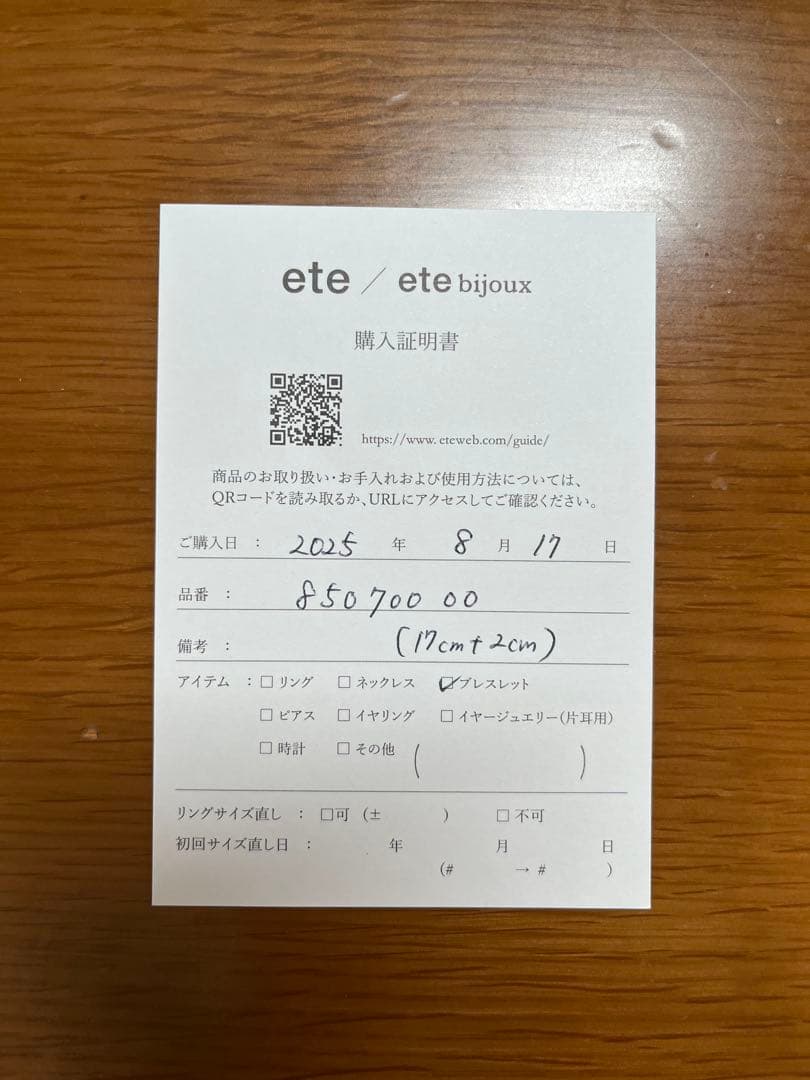 ete / ete bijoux
購入証明書
https://www.eteweb.com/guide/
商品のお取り扱い・お手入れおよび使用方法については、
QRコードを読み取るか、URLにアクセスしてご確認ください。
ご購入日 : 2025 年 8 月 17 日
品番 : 8507000 00
備考 : (17cm+2cm)
アイテム : □ リング □ ネックレス ☑ ブレスレット
□ ピアス □ イヤリング □ イヤージュエリー(片耳用)
□ 時計 □ その他 ( )
リングサイズ直し : □可 (± ) □ 不可
初回サイズ直し日 : 年 月 日
(# → # )